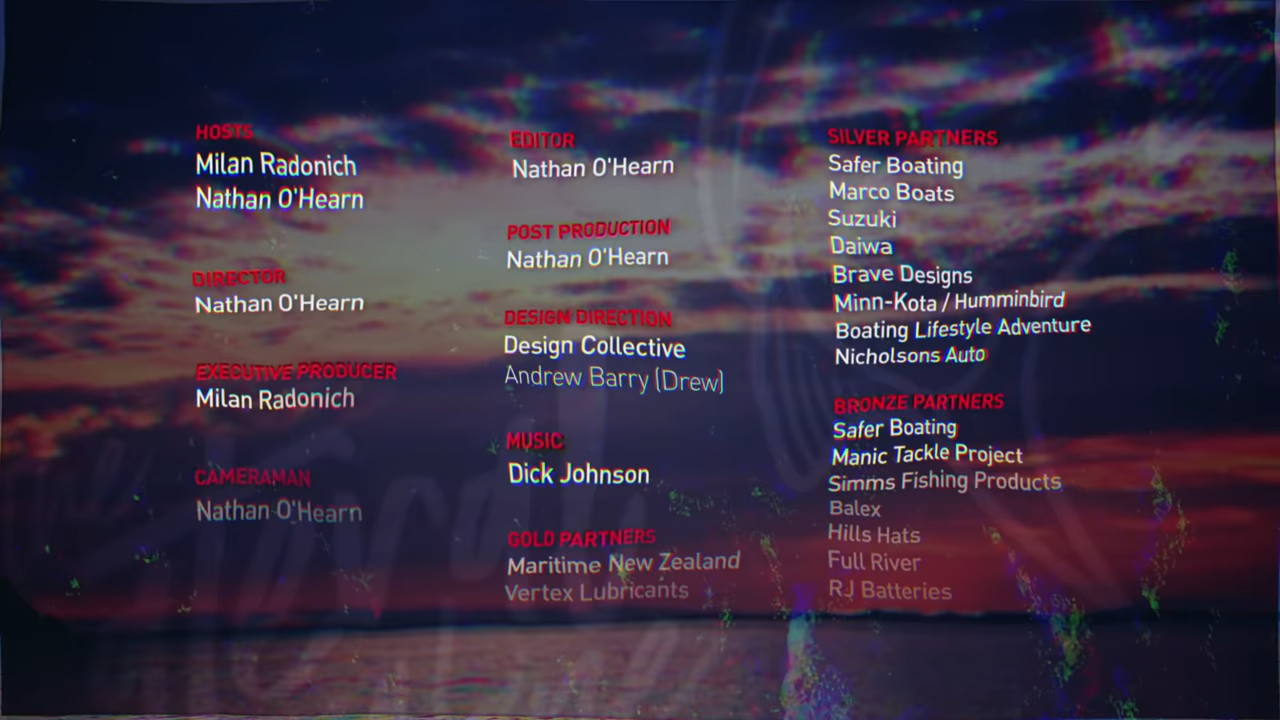 HOSTS
Milan Radonich
Nathan O'Hearn
DIRECTOR
Nathan O'Hearn
EXECUTIVE PRODUCER
Milan Radonich
CAMERAMAN
Nathan O'Hearn
EDITOR
Nathan O'Hearn
POST PRODUCTION
Nathan O'Hearn
DESIGN DIRECTION
Design Collective
Andrew Barry (Drew)
MUSIC
Dick Johnson
GOLD PARTNERS
Maritime New Zealand
Vertex Lubricants
SILVER PARTNERS
Safer Boating
Marco Boats
Suzuki
Daiwa
Brave Designs
Minn-Kota / Humminbird
Boating Lifestyle Adventure
Nicholsons Auto
BRONZE PARTNERS
Safer Boating
Manic Tackle Project
Simms Fishing Products
Balex
Hills Hats
Full River
RJ Batteries